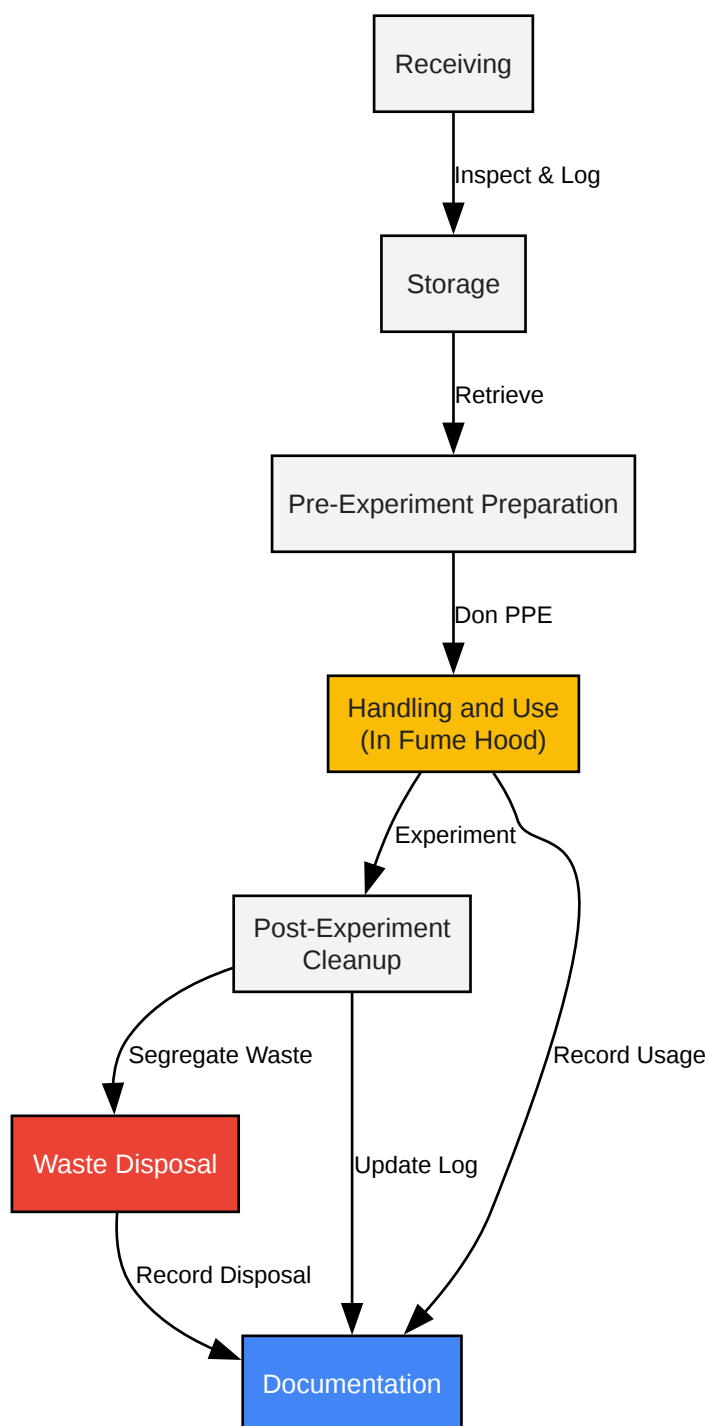 Receiving
Inspect & Log
Storage
Retrieve
Pre-Experiment Preparation
Don PPE
Handling and Use
(In Fume Hood)
Experiment
Post-Experiment
Cleanup
Segregate Waste
Record Usage
Waste Disposal
Update Log
Record Disposal
Documentation